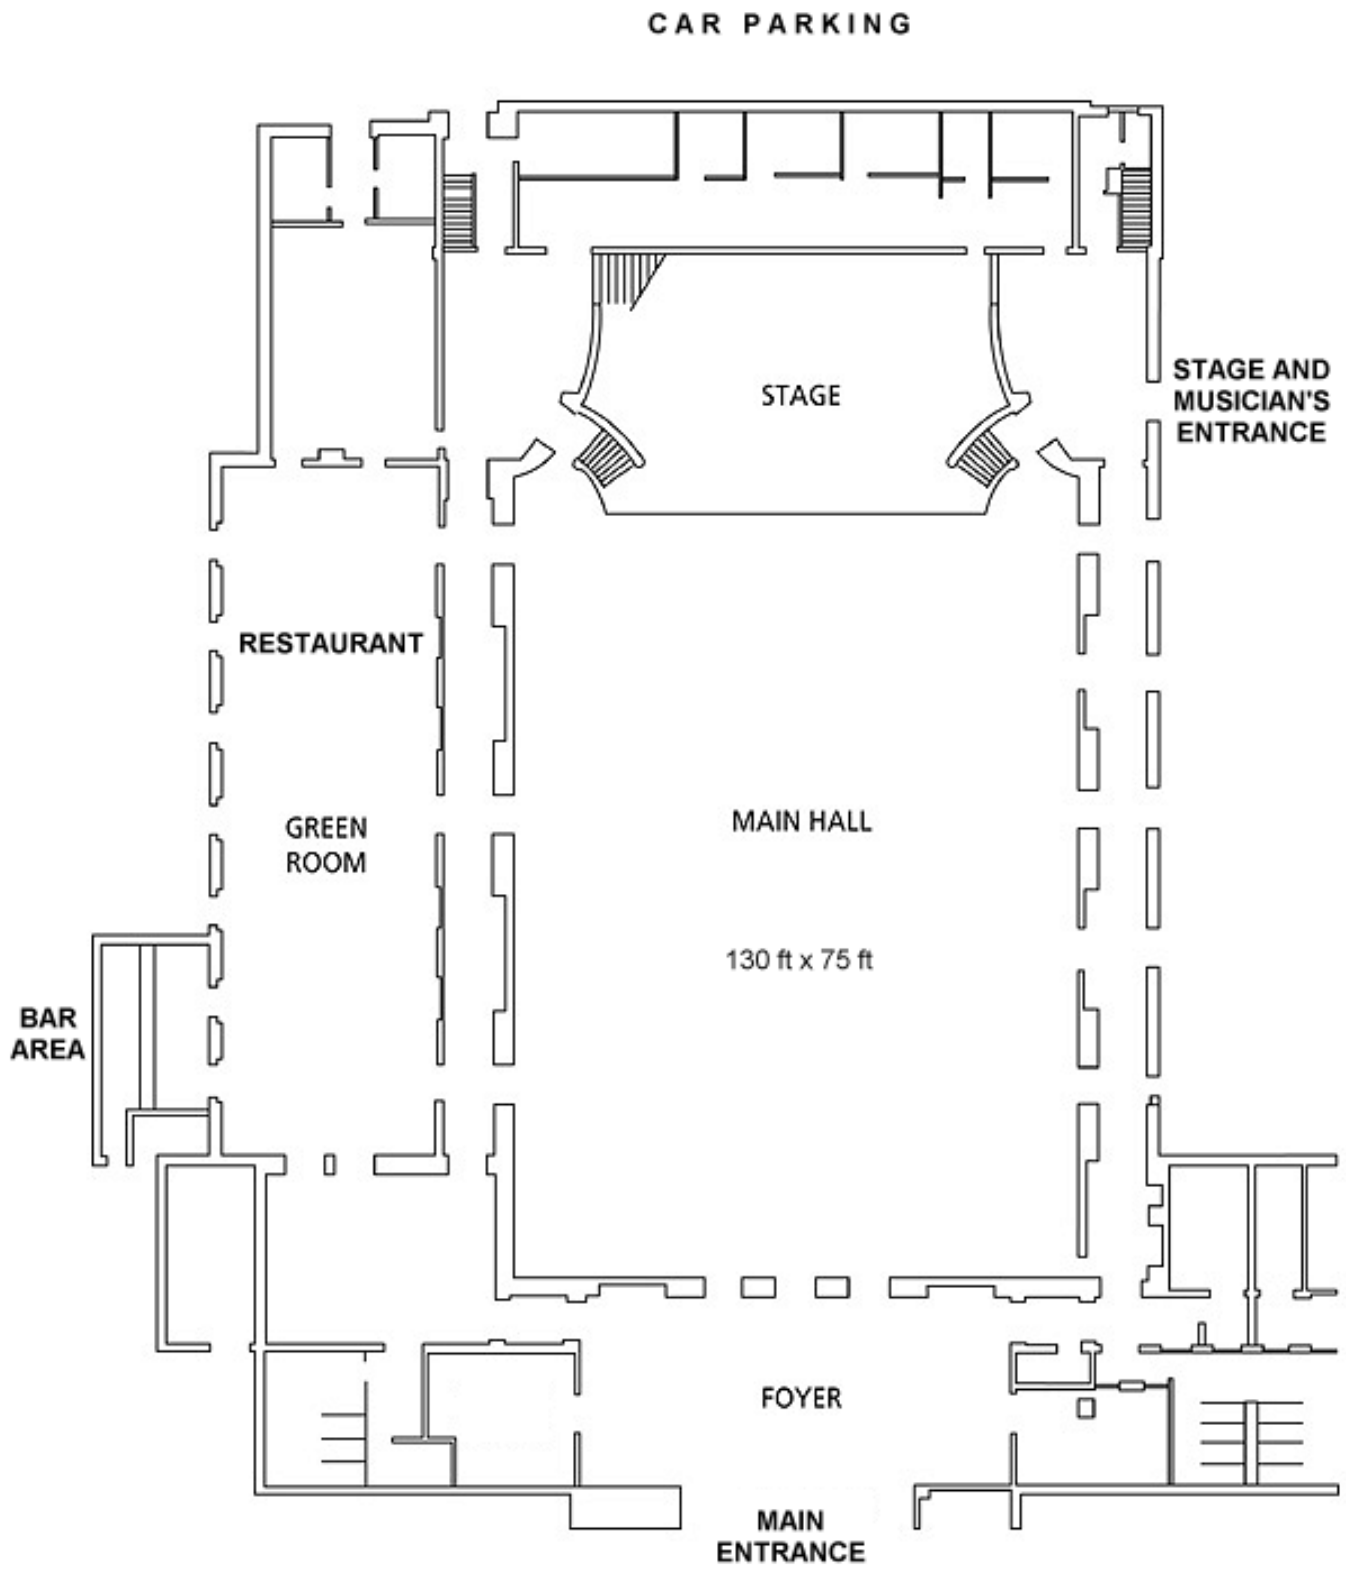 CAR PARKING
STAGE AND
MUSICIAN'S
ENTRANCE
STAGE
RESTAURANT
GREEN
ROOM
MAIN HALL
130 ft x 75 ft
BAR
AREA
FOYER
MAIN
ENTRANCE